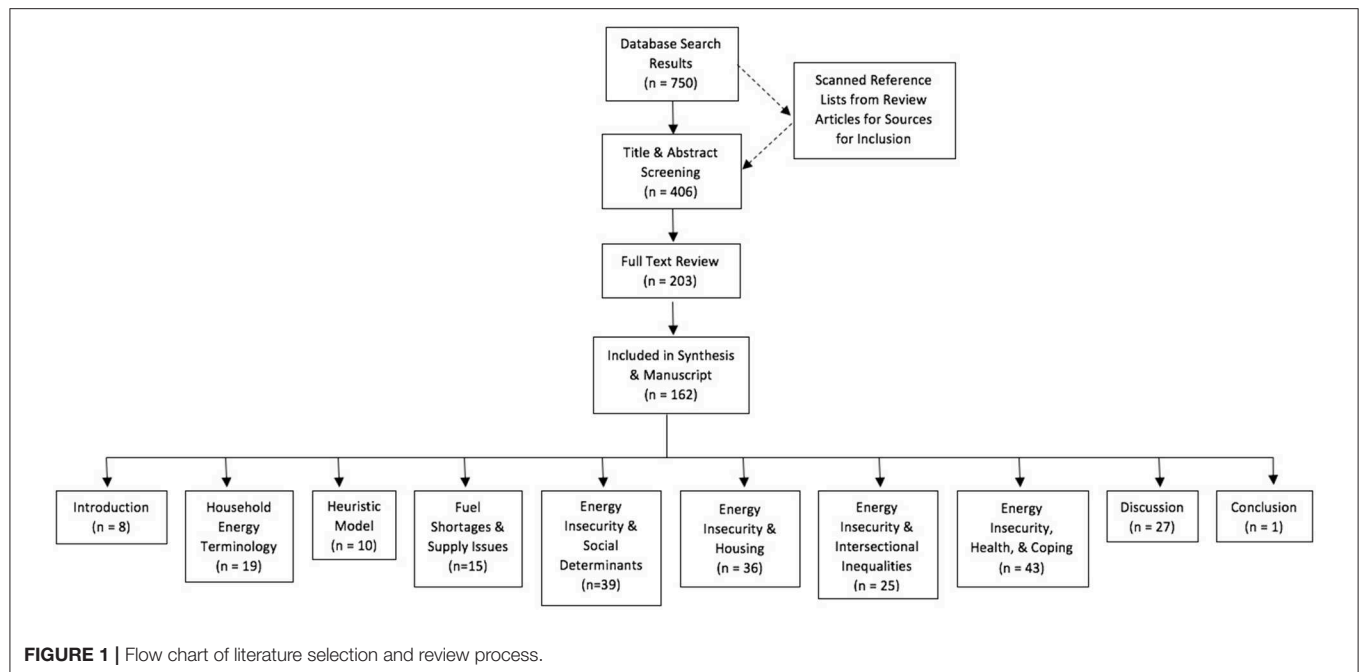 Database Search
Results
(n = 750)
Scanned Reference
Lists from Review
Articles for Sources
for Inclusion
Title & Abstract
Screening
(n = 406)
Full Text Review
(n = 203)
Included in Synthesis
& Manuscript
(n = 162)
Introduction
(n = 8)
Household
Energy
Terminology
(n = 19)
Heuristic
Model
(n = 10)
Fuel
Shortages &
Supply Issues
(n=15)
Energy
Insecurity &
Social
Determinants
(n=39)
Energy
Insecurity &
Housing
(n = 36)
Energy
Insecurity &
Intersectional
Inequalities
(n = 25)
Energy
Insecurity,
Health, & Coping
(n = 43)
Discussion
(n = 27)
Conclusion
(n = 1)
FIGURE 1 | Flow chart of literature selection and review process.